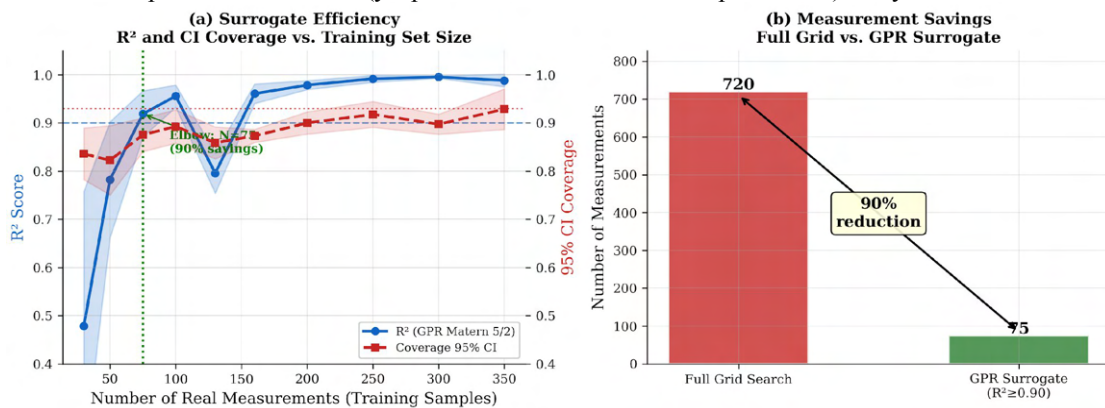 (a) Surrogate Efficiency
R² and CI Coverage vs. Training Set Size
1.0
0.9
0.8
0.7
0.6
0.5
0.4
R² Score
1.0
0.9
0.8
0.7
0.6
0.5
0.4
95% CI Coverage
(90% savings)
R² (GPR Matern 5/2)
Coverage 95% CI
50
100
150
200
250
300
350
Number of Real Measurements (Training Samples)
(b) Measurement Savings
Full Grid vs. GPR Surrogate
800
700
600
500
400
300
200
100
0
Number of Measurements
720
90%
reduction
75
Full Grid Search
GPR Surrogate
(R²≥0.90)